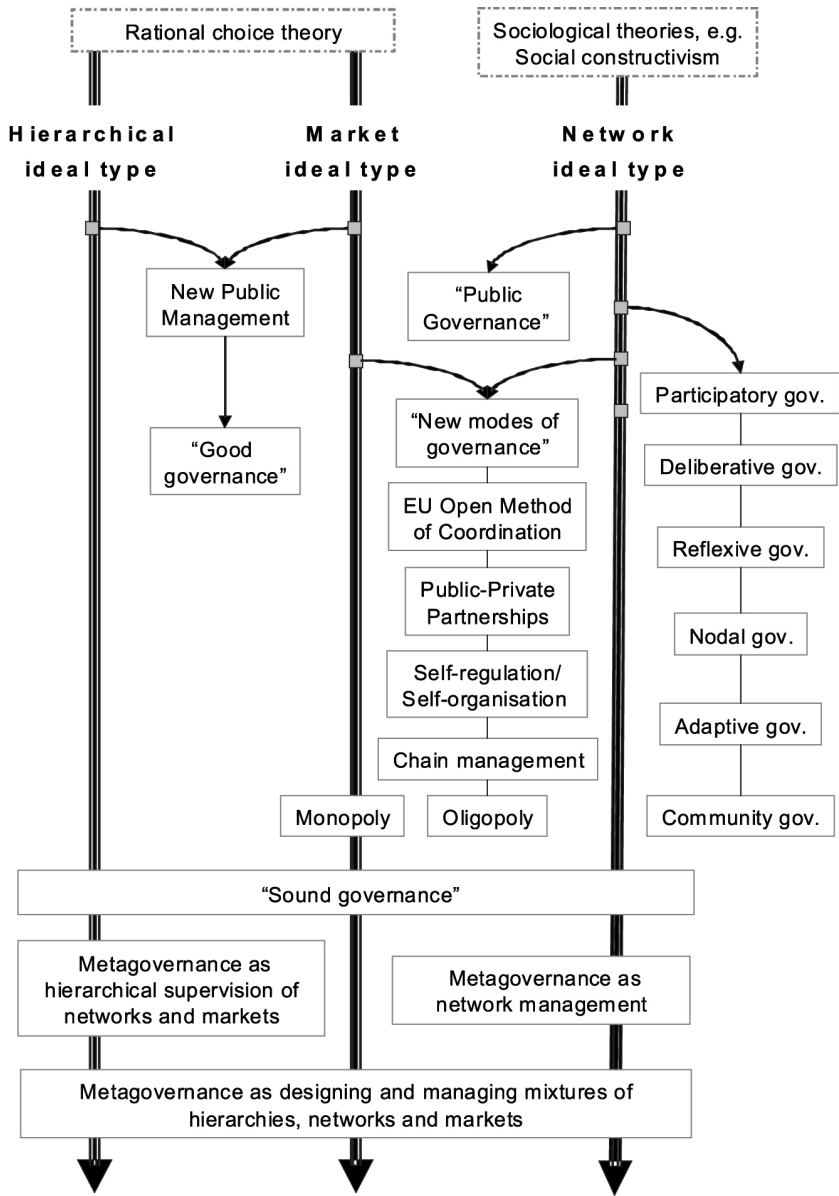 Rational choice theory
Sociological theories, e.g.
Social constructivism
Hierarchical
ideal type
Market
ideal type
Network
ideal type
New Public
Management
“Public
Governance”
Participatory gov.
“New modes of
governance”
“Good
governance”
Deliberative gov.
EU Open Method
of Coordination
Reflexive gov.
Public-Private
Partnerships
Nodal gov.
Self-regulation/
Self-organisation
Adaptive gov.
Chain management
Monopoly
Oligopoly
Community gov.
“Sound governance”
Metagovernance as
hierarchical supervision of
networks and markets
Metagovernance as
network management
Metagovernance as designing and managing mixtures of
hierarchies, networks and markets